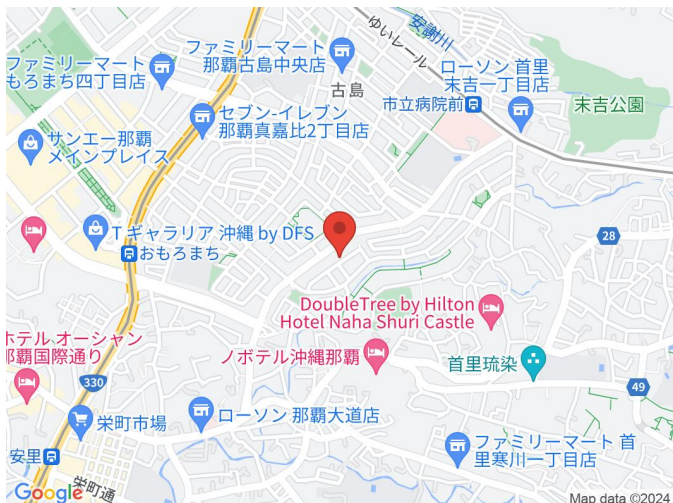 ゆいレール
安謝川
ファミリーマート
那覇古島中央店
ファミリーマート
もろまち四丁目店
古島
ローソン 首里
末吉一丁目店
市立病院前
末吉公園
セブン-イレブン
那覇真嘉比2丁目店
サンエー那覇
メインプレイス
T ギャラリア 沖縄 by DFS
おもろまち
28
DoubleTree by Hilton
Hotel Naha Shuri Castle
ホテル オーシャン
那覇国際通り
ノボテル沖縄那覇
首里琉染
330
49
栄町市場
ローソン 那覇大道店
ファミリーマート 首
里寒川一丁目店
安里
栄町通
Google
Map data ©2024